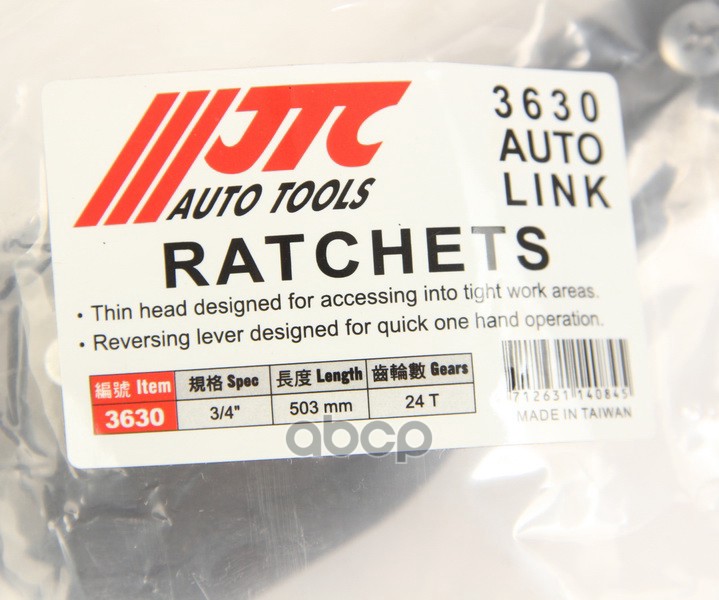 JTC
AUTO TOOLS
3630
AUTO
LINK
RATCHETS
• Thin head designed for accessing into tight work areas.
• Reversing lever designed for quick one hand operation.
編號 Item 規格 Spec 長度 Length 齒輪數 Gears
3630 3/4" 503 mm 24 T
712631 140845
MADE IN TAIWAN
abcp